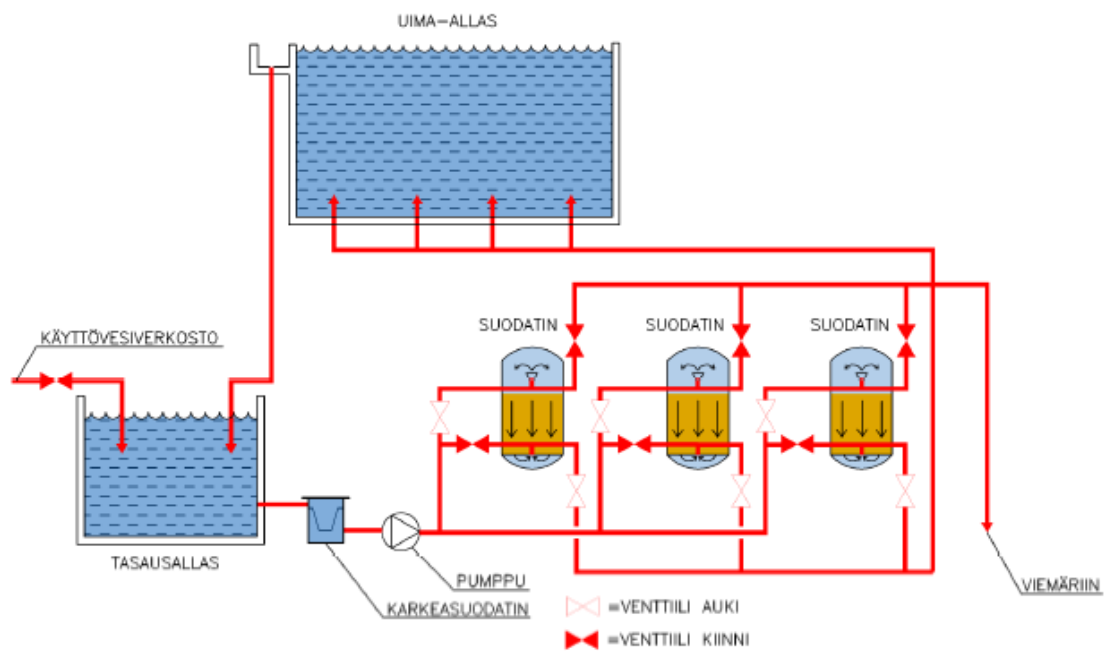 UIMA-ALLAS
KÄYTTÖVESIVERKOSTO
SUODATIN
SUODATIN
SUODATIN
TASAUSALLAS
PUMPPU
KARKEASUODATIN
VIEMÄRIIN
=VENTTIILI AUKI
=VENTTIILI KIINNI